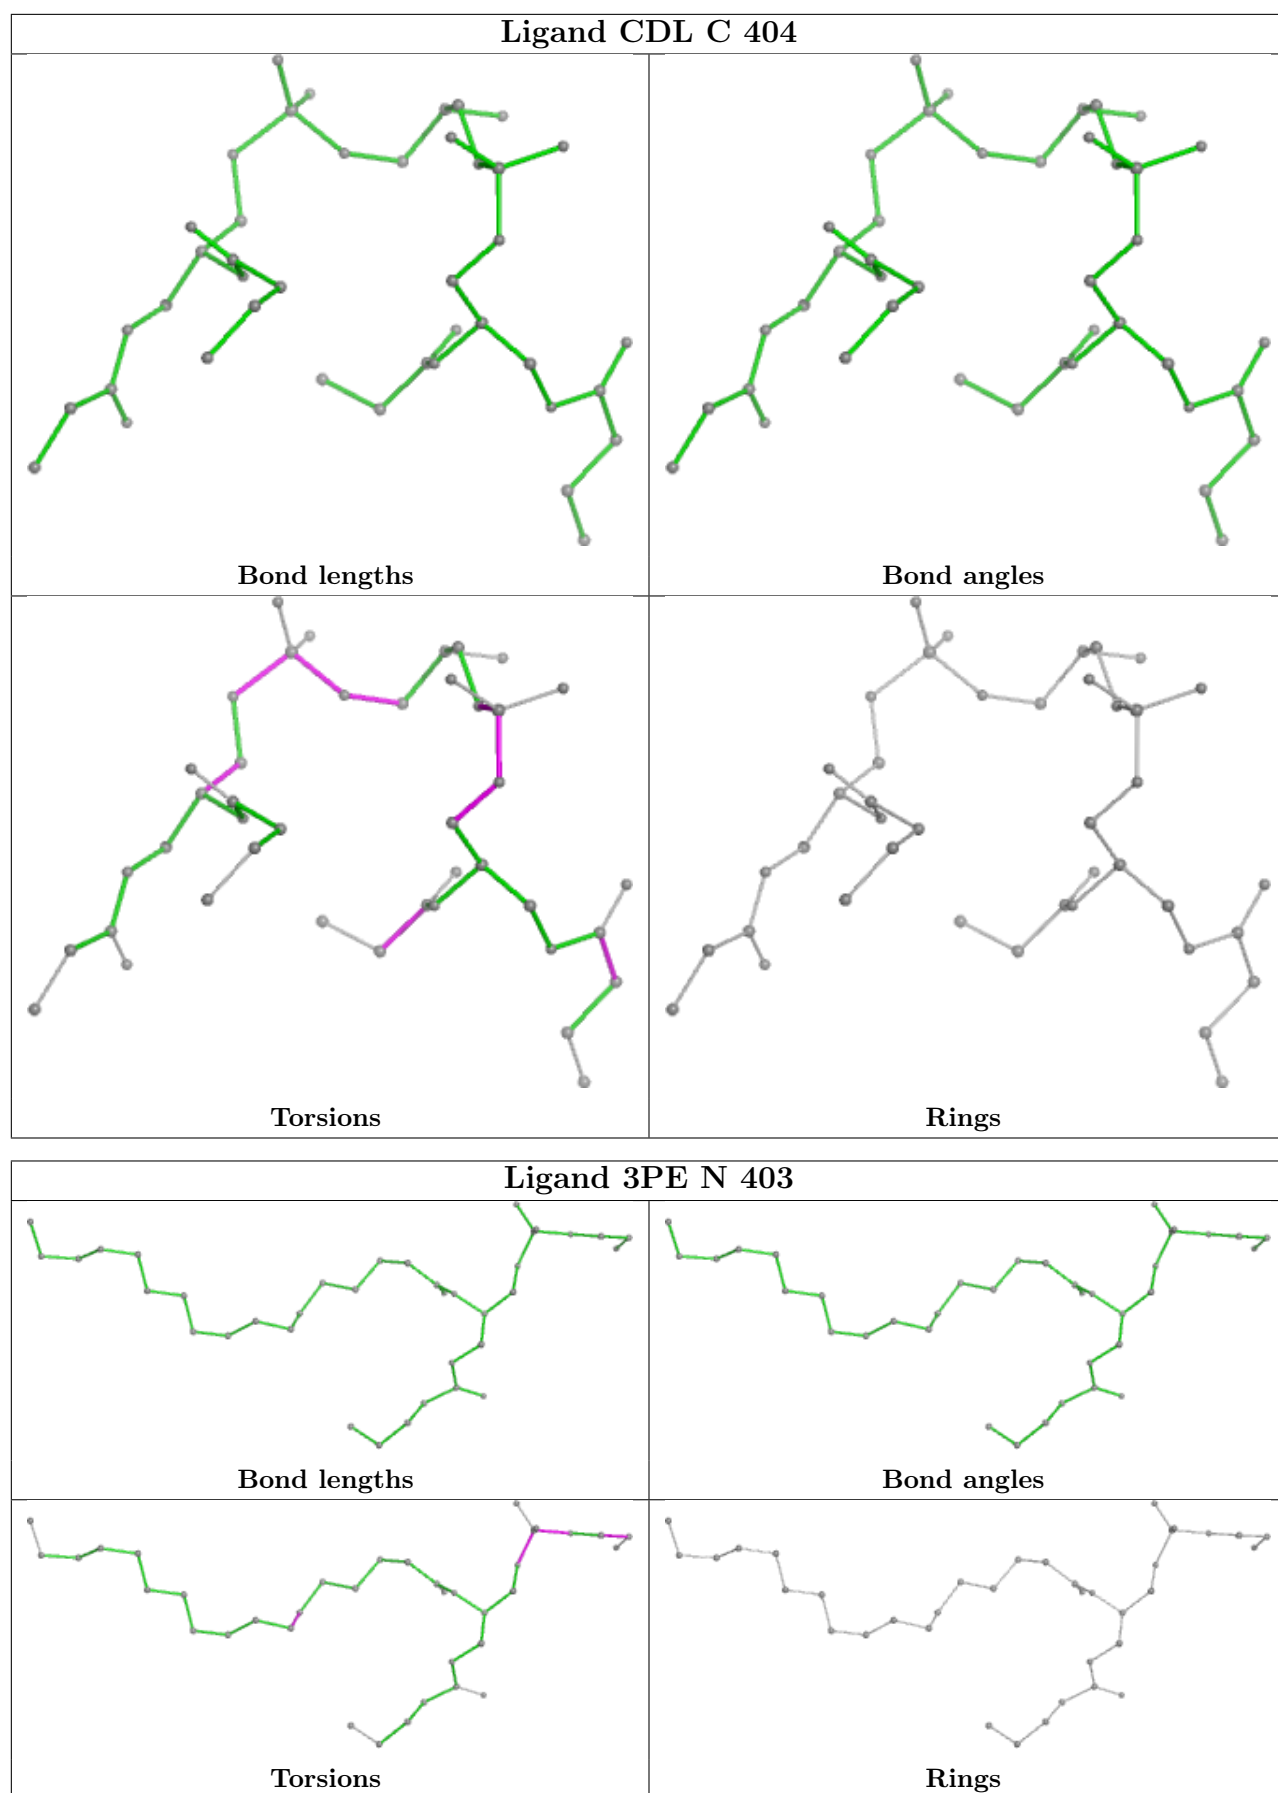 Ligand CDL C 404
Bond lengths
Bond angles
Torsions
Rings
Ligand 3PE N 403
Bond lengths
Bond angles
Torsions
Rings